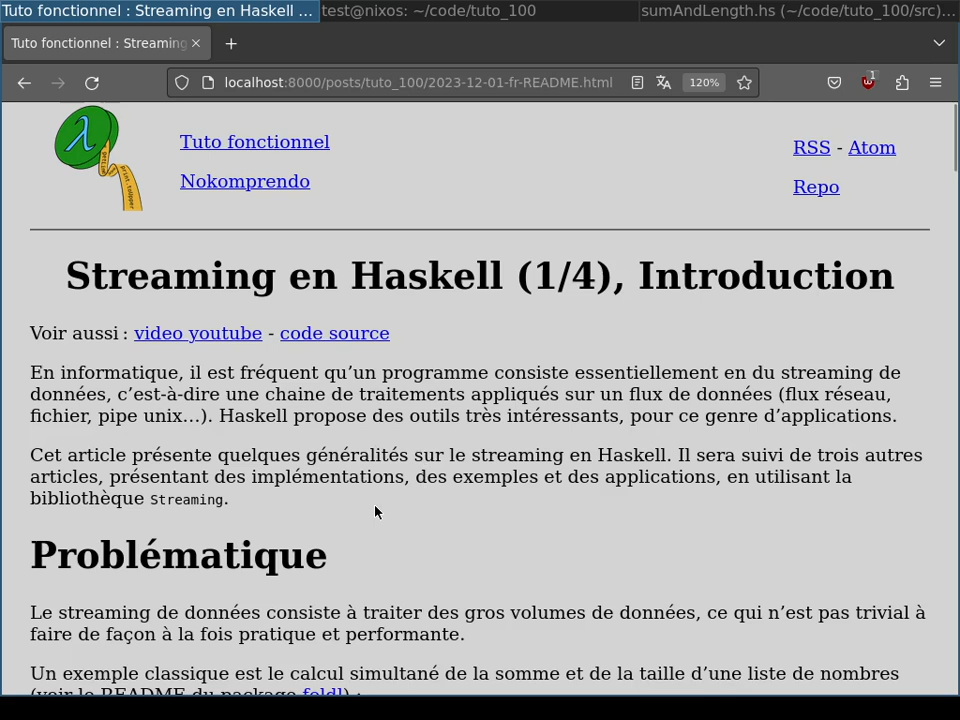 Tuto fonctionnel : Streaming en Haskell ... test@nixos: ~/code/tuto_100 sumAndLength.hs (~/code/tuto_100/src)...
Tuto fonctionnel : Streaming
localhost:8000/posts/tuto_100/2023-12-01-fr-README.html 120% 1
Tuto fonctionnel
RSS - Atom
Nokomprendo
Repo
Streaming en Haskell (1/4), Introduction
Voir aussi : video youtube - code source
En informatique, il est fréquent qu’un programme consiste essentiellement en du streaming de
données, c’est-à-dire une chaine de traitements appliqués sur un flux de données (flux réseau,
fichier, pipe unix…). Haskell propose des outils très intéressants, pour ce genre d’applications.
Cet article présente quelques généralités sur le streaming en Haskell. Il sera suivi de trois autres
articles, présentant des implémentations, des exemples et des applications, en utilisant la
bibliothèque Streaming.
Problématique
Le streaming de données consiste à traiter des gros volumes de données, ce qui n’est pas trivial à
faire de façon à la fois pratique et performante.
Un exemple classique est le calcul simultané de la somme et de la taille d’une liste de nombres
(voir le README du package foldl) :